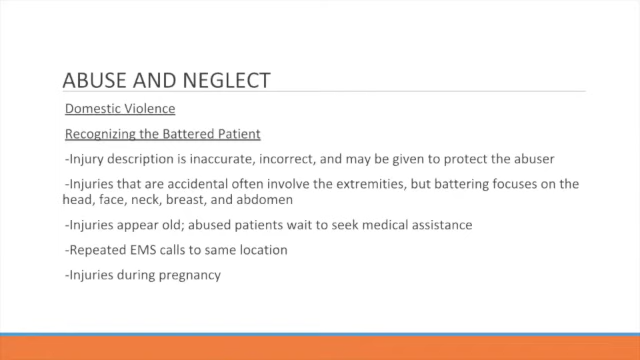 ABUSE AND NEGLECT
Domestic Violence
Recognizing the Battered Patient
-Injury description is inaccurate, incorrect, and may be given to protect the abuser
-Injuries that are accidental often involve the extremities, but battering focuses on the
head, face, neck, breast, and abdomen
-Injuries appear old; abused patients wait to seek medical assistance
-Repeated EMS calls to same location
-Injuries during pregnancy